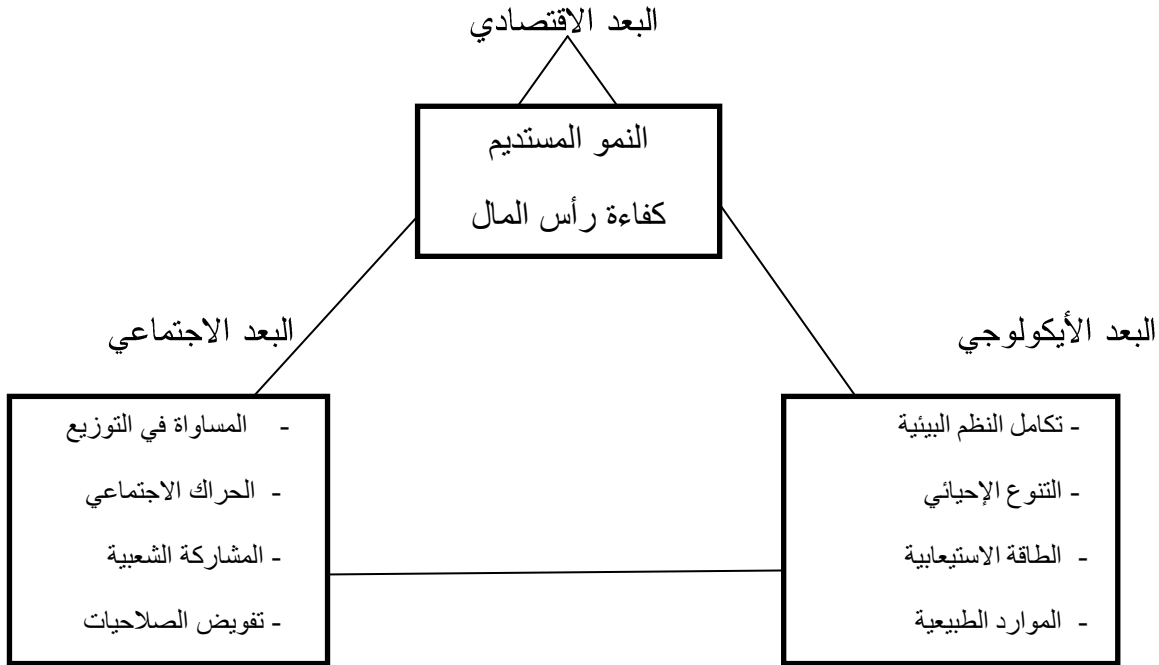 البعد الاقتصادي
النمو المستديم
كفاءة رأس المال
البعد الأيكولوجي
- تكامل النظم البيئية
- التنوع الإحيائي
- الطاقة الاستيعابية
- الموارد الطبيعية
البعد الاجتماعي
- المساواة في التوزيع
- الحراك الاجتماعي
- المشاركة الشعبية
- تفويض الصلاحيات